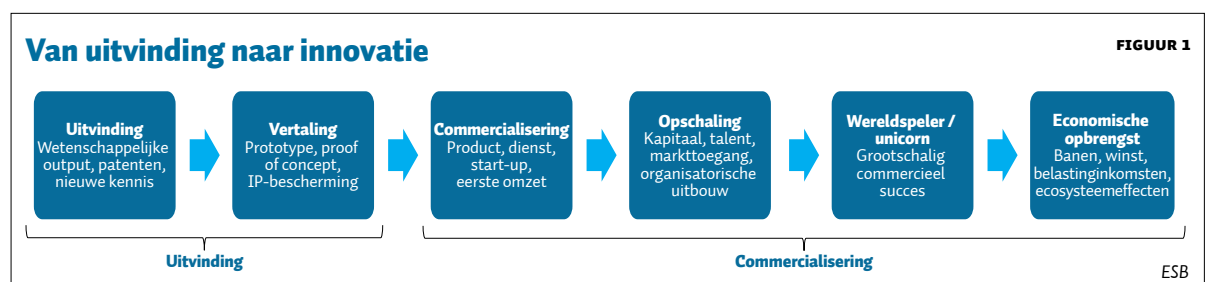 Van uitvinding naar innovatie
FIGUUR 1
Uitvinding
Wetenschappelijke
output, patenten,
nieuwe kennis
Vertaling
Prototype, proof
of concept,
IP-bescherming
Commercialisering
Product, dienst,
start-up,
eerste omzet
Opschaling
Kapitaal, talent,
markttoegang,
organisatorische
uitbouw
Wereldspeler /
unicorn
Grootschalig
commercieel
succes
Economische
opbrengst
Banen, winst,
belastinginkomsten,
ecosysteemeffecten
Uitvinding
Commercialisering
ESB